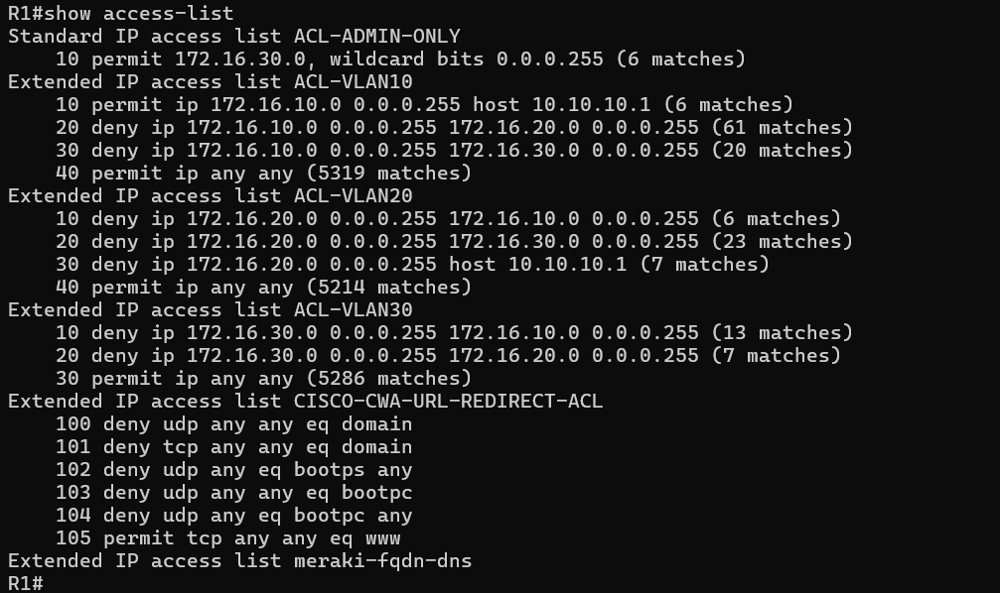 R1#show access-list
Standard IP access list ACL-ADMIN-ONLY
    10 permit 172.16.30.0, wildcard bits 0.0.0.255 (6 matches)
Extended IP access list ACL-VLAN10
    10 permit ip 172.16.10.0 0.0.0.255 host 10.10.10.1 (6 matches)
    20 deny ip 172.16.10.0 0.0.0.255 172.16.20.0 0.0.0.255 (61 matches)
    30 deny ip 172.16.10.0 0.0.0.255 172.16.30.0 0.0.0.255 (20 matches)
    40 permit ip any any (5319 matches)
Extended IP access list ACL-VLAN20
    10 deny ip 172.16.20.0 0.0.0.255 172.16.10.0 0.0.0.255 (6 matches)
    20 deny ip 172.16.20.0 0.0.0.255 172.16.30.0 0.0.0.255 (23 matches)
    30 deny ip 172.16.20.0 0.0.0.255 host 10.10.10.1 (7 matches)
    40 permit ip any any (5214 matches)
Extended IP access list ACL-VLAN30
    10 deny ip 172.16.30.0 0.0.0.255 172.16.10.0 0.0.0.255 (13 matches)
    20 deny ip 172.16.30.0 0.0.0.255 172.16.20.0 0.0.0.255 (7 matches)
    30 permit ip any any (5286 matches)
Extended IP access list CISCO-CWA-URL-REDIRECT-ACL
    100 deny udp any any eq domain
    101 deny tcp any any eq domain
    102 deny udp any eq bootps any
    103 deny udp any any eq bootpc
    104 deny udp any eq bootpc any
    105 permit tcp any any eq www
Extended IP access list meraki-fqdn-dns
R1#